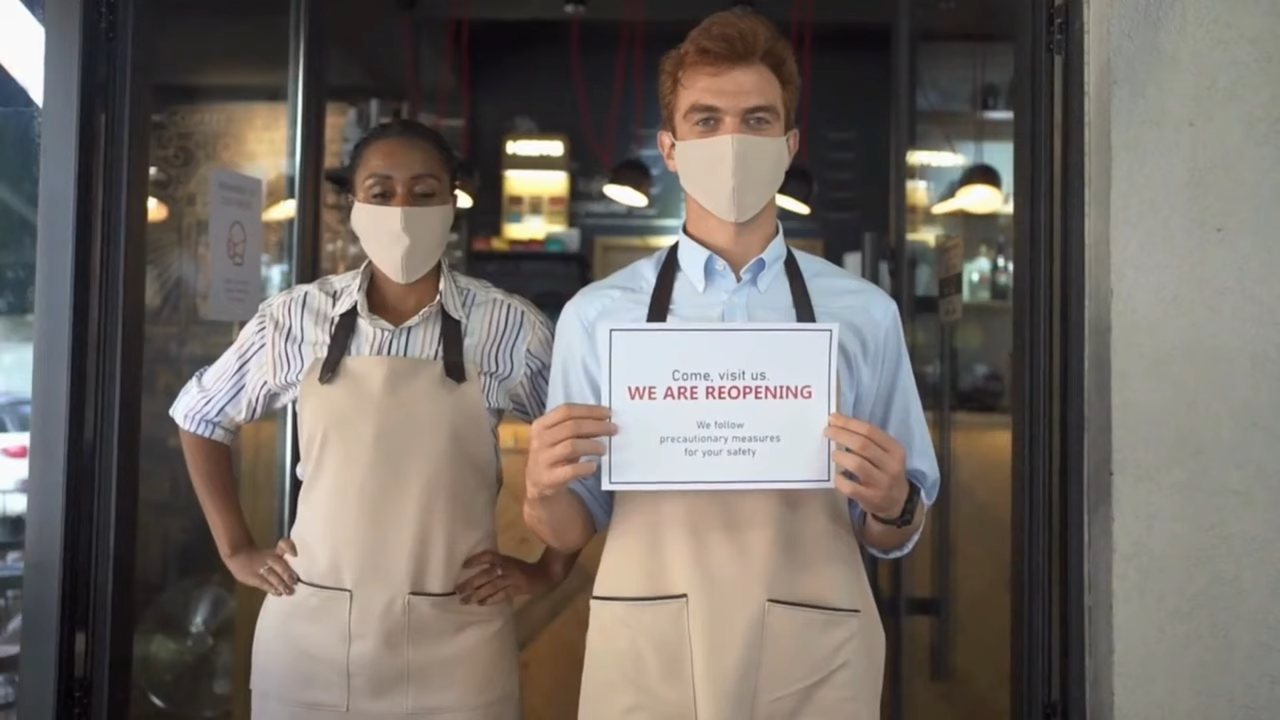 Come, visit us.
WE ARE REOPENING
We follow
precautionary measures
for your safety